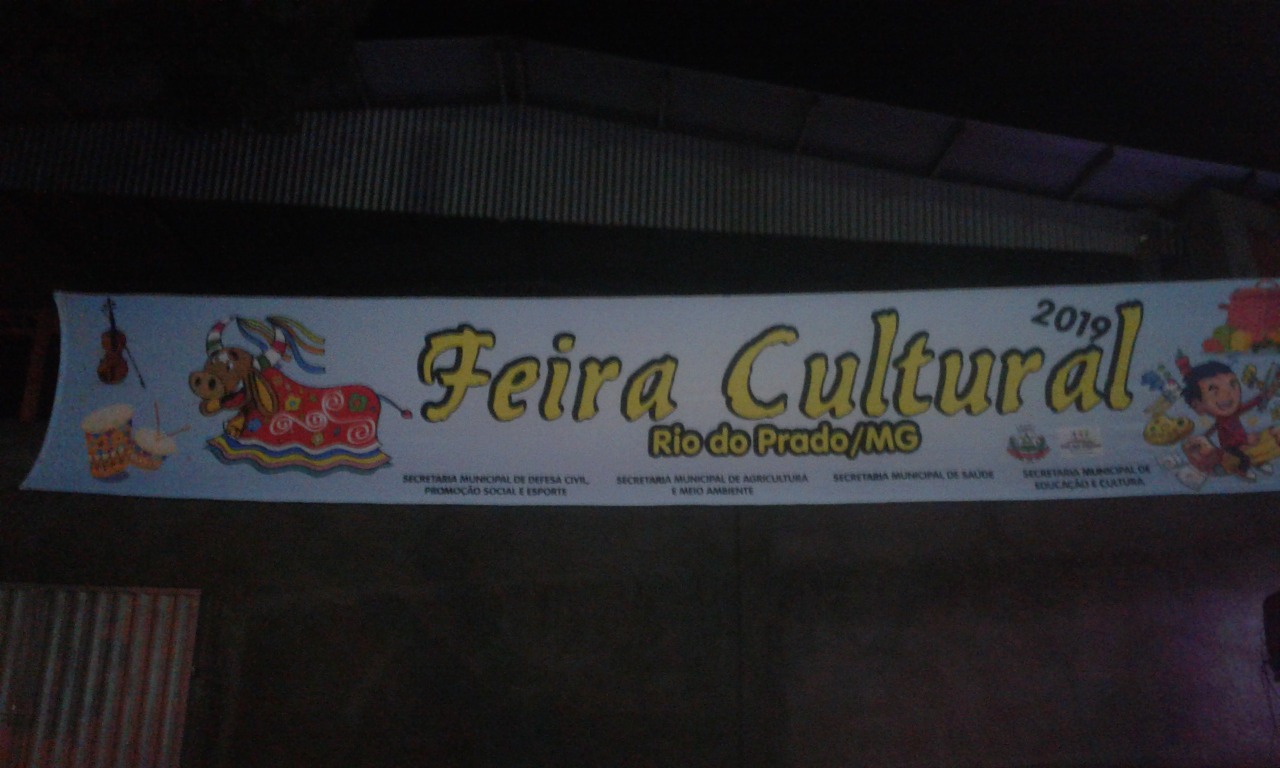 2019
Feira Cultural
Rio do Prado/MG
SECRETARIA MUNICIPAL DE DEFESA CIVIL,
PROMOÇÃO SOCIAL E ESPORTE
SECRETARIA MUNICIPAL DE AGRICULTURA
E MEIO AMBIENTE
SECRETARIA MUNICIPAL DE SAÚDE
SECRETARIA MUNICIPAL DE
EDUCAÇÃO E CULTURA